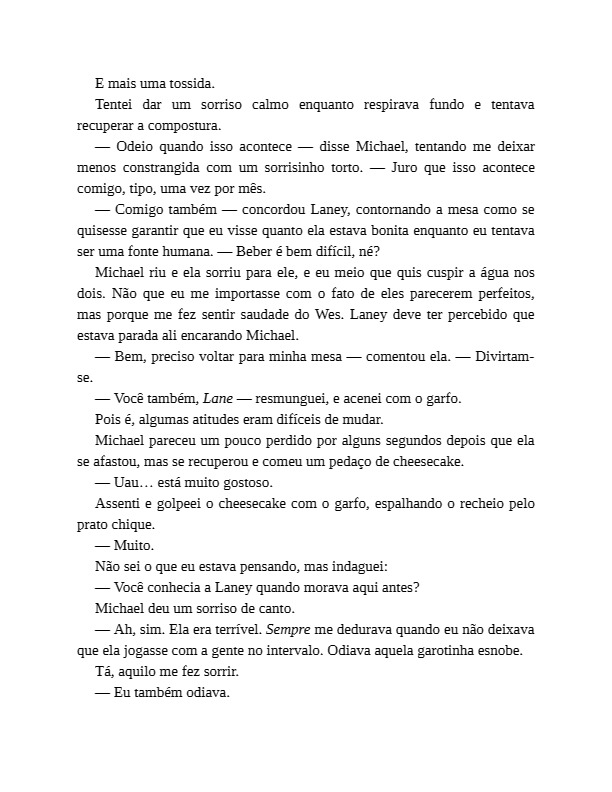 E mais uma tossida.
Tentei dar um sorriso calmo enquanto respirava fundo e tentava
recuperar a compostura.
— Odeio quando isso acontece — disse Michael, tentando me deixar
menos constrangida com um sorrisinho torto. — Juro que isso acontece
comigo, tipo, uma vez por mês.
— Comigo também — concordou Laney, contornando a mesa como se
quisesse garantir que eu visse quanto ela estava bonita enquanto eu tentava
ser uma fonte humana. — Beber é bem difícil, né?
Michael riu e ela sorriu para ele, e eu meio que quis cuspir a água nos
dois. Não que eu me importasse com o fato de eles parecerem perfeitos,
mas porque me fez sentir saudade do Wes. Laney deve ter percebido que
estava parada ali encarando Michael.
— Bem, preciso voltar para minha mesa — comentou ela. — Divirtam-
se.
— Você também, Lane — resmunguei, e acenei com o garfo.
Pois é, algumas atitudes eram difíceis de mudar.
Michael pareceu um pouco perdido por alguns segundos depois que ela
se afastou, mas se recuperou e comeu um pedaço de cheesecake.
— Uau… está muito gostoso.
Assenti e golpeei o cheesecake com o garfo, espalhando o recheio pelo
prato chique.
— Muito.
Não sei o que eu estava pensando, mas indaguei:
— Você conhecia a Laney quando morava aqui antes?
Michael deu um sorriso de canto.
— Ah, sim. Ela era terrível. Sempre me dedurava quando eu não deixava
que ela jogasse com a gente no intervalo. Odiava aquela garotinha esnobe.
Tá, aquilo me fez sorrir.
— Eu também odiava.